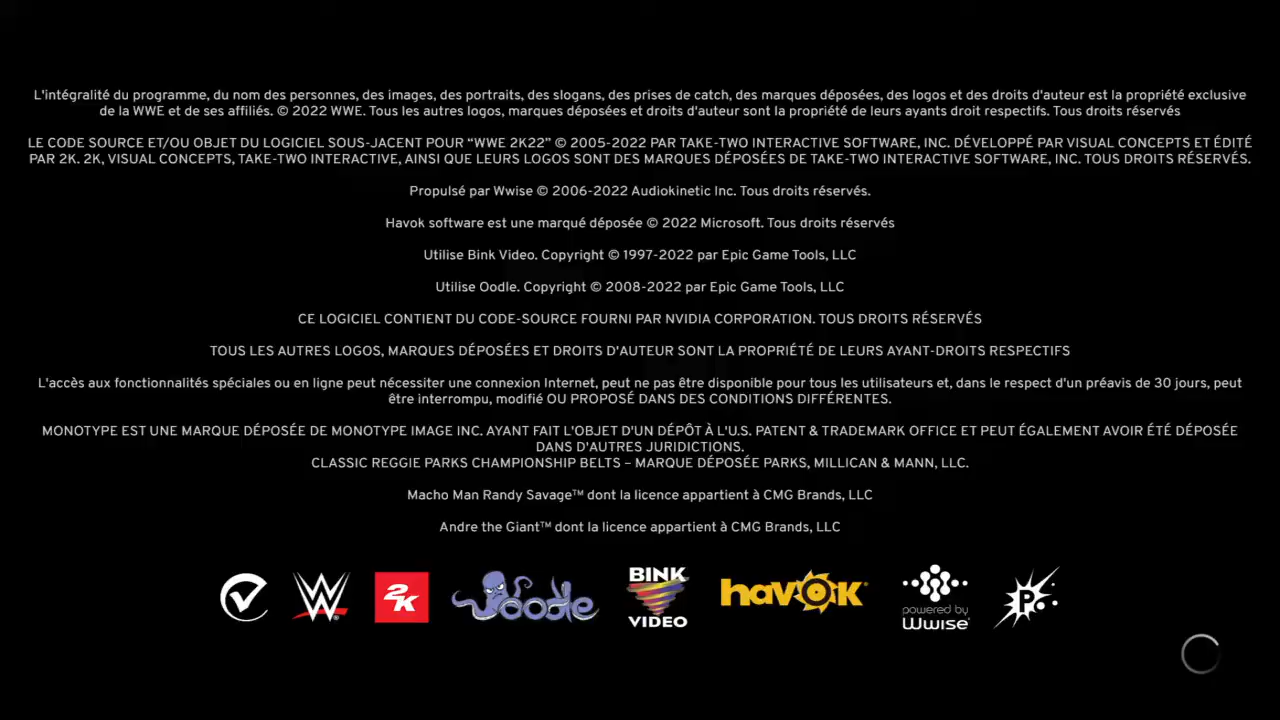 L'intégralité du programme, du nom des personnes, des images, des portraits, des slogans, des prises de catch, des marques déposées, des logos et des droits d'auteur est la propriété exclusive
de la WWE et de ses affiliés. © 2022 WWE. Tous les autres logos, marques déposées et droits d'auteur sont la propriété de leurs ayants droit respectifs. Tous droits réservés
LE CODE SOURCE ET/OU OBJET DU LOGICIEL SOUS-JACENT POUR “WWE 2K22” © 2005-2022 PAR TAKE-TWO INTERACTIVE SOFTWARE, INC. DÉVELOPPÉ PAR VISUAL CONCEPTS ET ÉDITÉ
PAR 2K. 2K, VISUAL CONCEPTS, TAKE-TWO INTERACTIVE, AINSI QUE LEURS LOGOS SONT DES MARQUES DÉPOSÉES DE TAKE-TWO INTERACTIVE SOFTWARE, INC. TOUS DROITS RÉSERVÉS.
Propulsé par Wwise © 2006-2022 Audiokinetic Inc. Tous droits réservés.
Havok software est une marqué déposée © 2022 Microsoft. Tous droits réservés
Utilise Bink Video. Copyright © 1997-2022 par Epic Game Tools, LLC
Utilise Oodle. Copyright © 2008-2022 par Epic Game Tools, LLC
CE LOGICIEL CONTIENT DU CODE-SOURCE FOURNI PAR NVIDIA CORPORATION. TOUS DROITS RÉSERVÉS
TOUS LES AUTRES LOGOS, MARQUES DÉPOSÉES ET DROITS D'AUTEUR SONT LA PROPRIÉTÉ DE LEURS AYANT-DROITS RESPECTIFS
L'accès aux fonctionnalités spéciales ou en ligne peut nécessiter une connexion Internet, peut ne pas être disponible pour tous les utilisateurs et, dans le respect d'un préavis de 30 jours, peut
être interrompu, modifié OU PROPOSÉ DANS DES CONDITIONS DIFFÉRENTES.
MONOTYPE EST UNE MARQUE DÉPOSÉE DE MONOTYPE IMAGE INC. AYANT FAIT L'OBJET D'UN DÉPÔT À L'U.S. PATENT & TRADEMARK OFFICE ET PEUT ÉGALEMENT AVOIR ÉTÉ DÉPOSÉE
DANS D'AUTRES JURIDICTIONS.
CLASSIC REGGIE PARKS CHAMPIONSHIP BELTS – MARQUE DÉPOSÉE PARKS, MILLICAN & MANN, LLC.
Macho Man Randy Savage™ dont la licence appartient à CMG Brands, LLC
Andre the Giant™ dont la licence appartient à CMG Brands, LLC
W 2K oodle BINK VIDEO havok powered by Wwise P